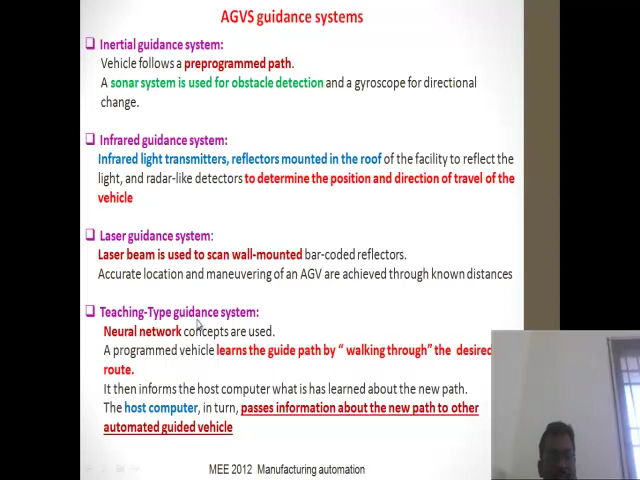 AGVS guidance systems
Inertial guidance system:
Vehicle follows a preprogrammed path.
A sonar system is used for obstacle detection and a gyroscope for directional
change.
Infrared guidance system:
Infrared light transmitters, reflectors mounted in the roof of the facility to reflect the
light, and radar-like detectors to determine the position and direction of travel of the
vehicle
Laser guidance system:
Laser beam is used to scan wall-mounted bar-coded reflectors.
Accurate location and maneuvering of an AGV are achieved through known distances
Teaching-Type guidance system:
Neural network concepts are used.
A programmed vehicle learns the guide path by “ walking through” the desired
route.
It then informs the host computer what is has learned about the new path.
The host computer, in turn, passes information about the new path to other
automated guided vehicle
MEE 2012 Manufacturing automation